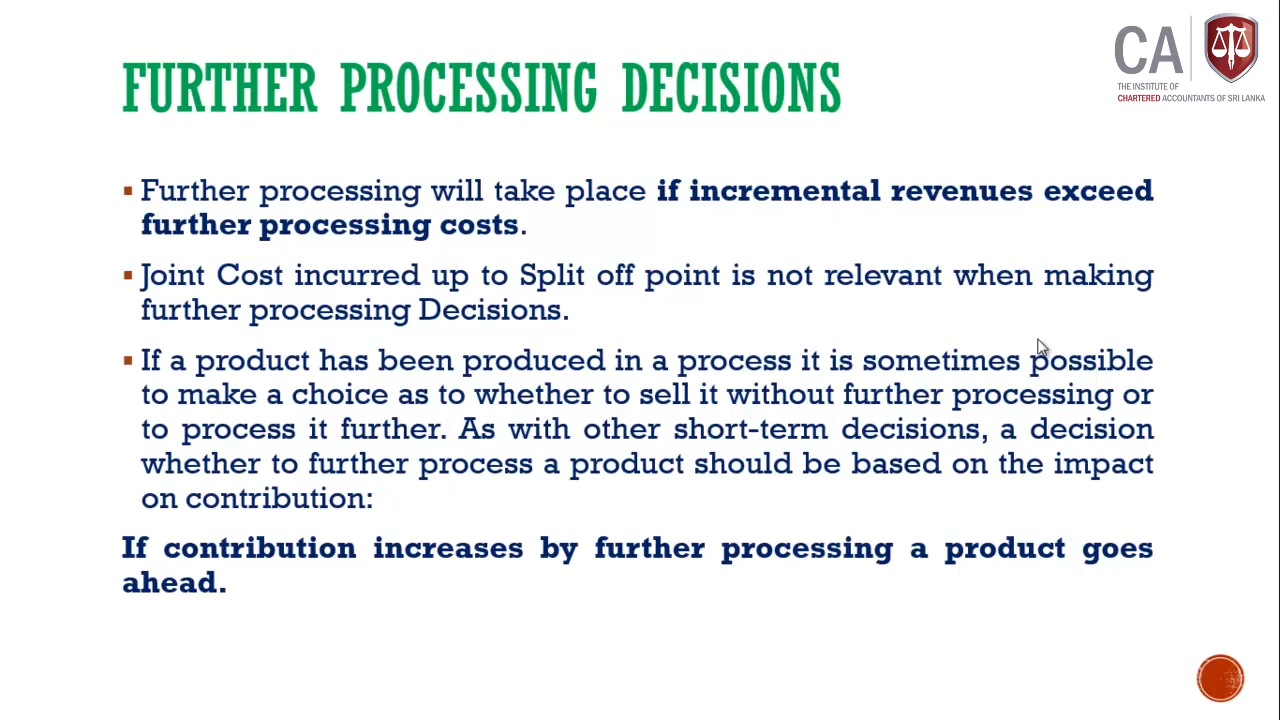 CA
THE INSTITUTE OF
CHARTERED ACCOUNTANTS OF SRI LANKA
FURTHER PROCESSING DECISIONS
Further processing will take place if incremental revenues exceed
further processing costs.
Joint Cost incurred up to Split off point is not relevant when making
further processing Decisions.
If a product has been produced in a process it is sometimes possible
to make a choice as to whether to sell it without further processing or
to process it further. As with other short-term decisions, a decision
whether to further process a product should be based on the impact
on contribution:
If contribution increases by further processing a product goes
ahead.